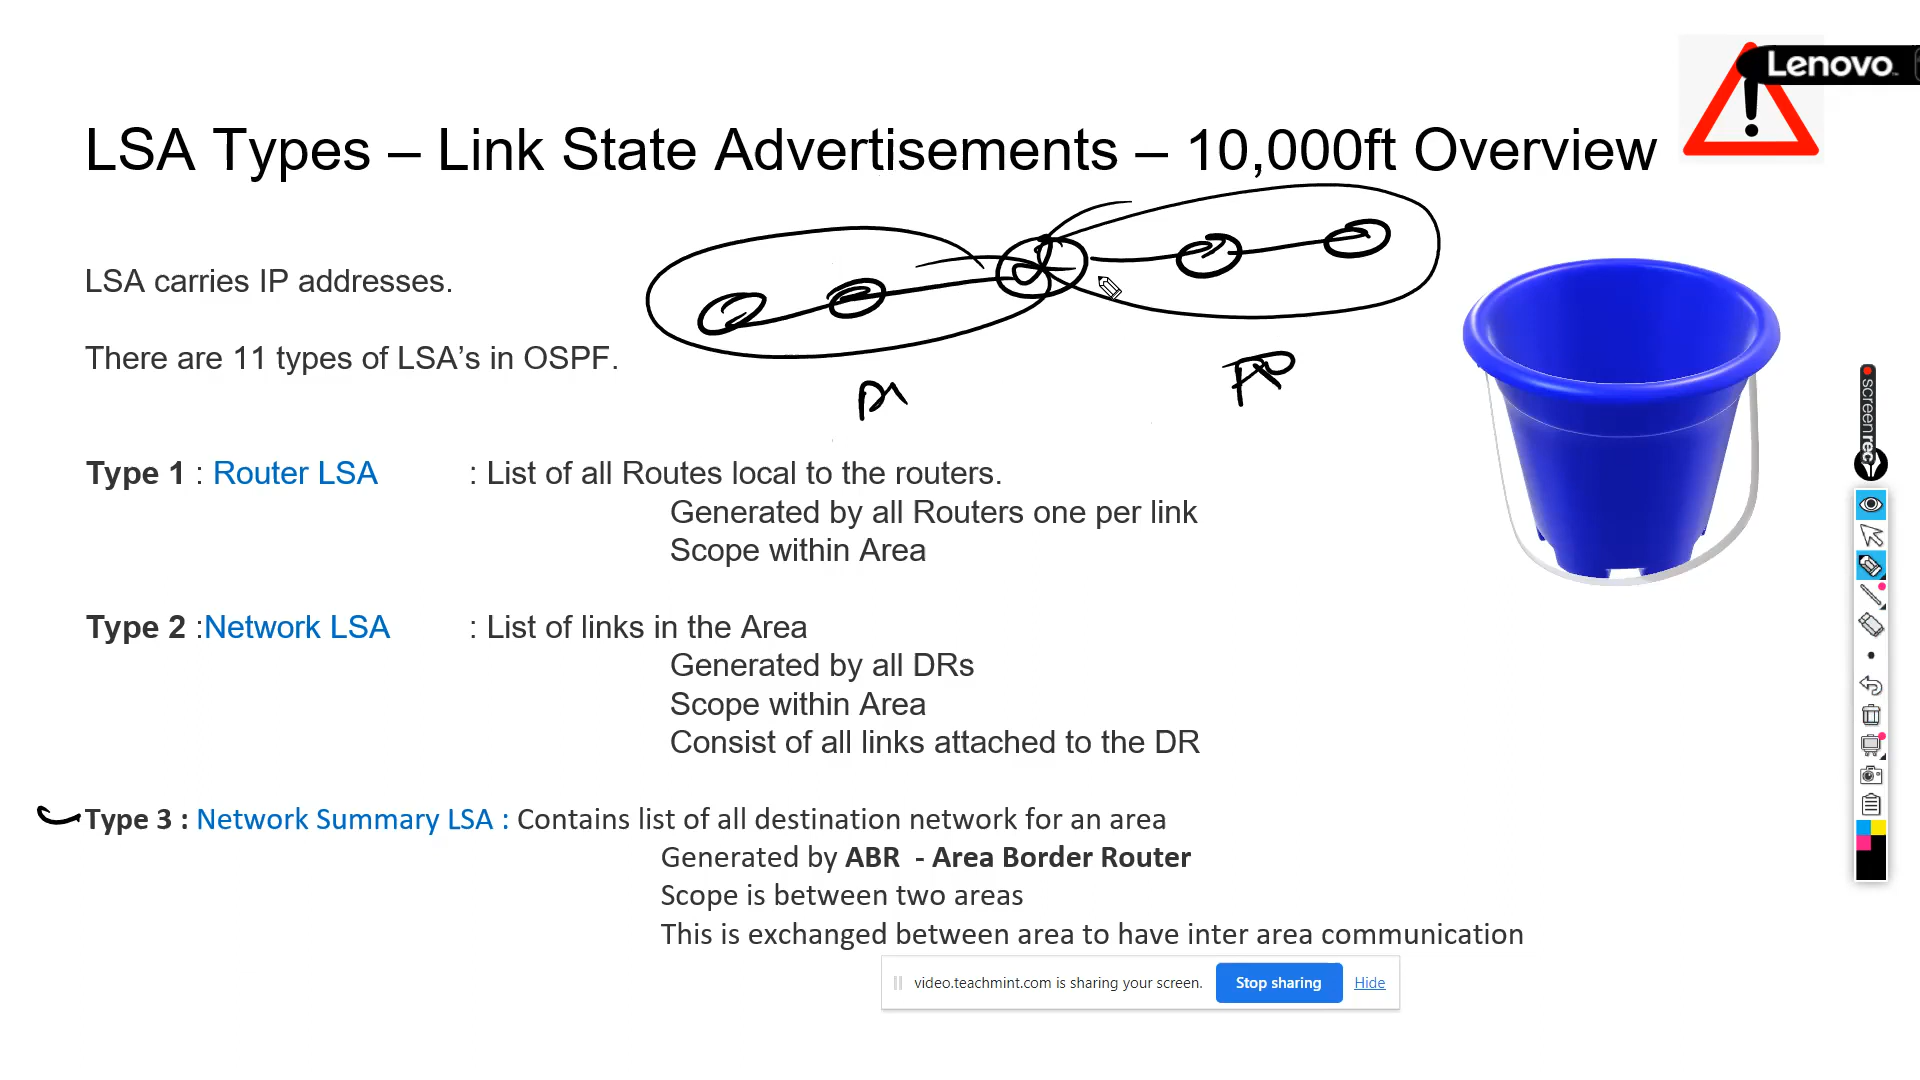 Lenovo
LSA Types – Link State Advertisements – 10,000ft Overview
LSA carries IP addresses.
There are 11 types of LSA’s in OSPF.
Type 1 : Router LSA : List of all Routes local to the routers.
Generated by all Routers one per link
Scope within Area
Type 2 :Network LSA : List of links in the Area
Generated by all DRs
Scope within Area
Consist of all links attached to the DR
Type 3 : Network Summary LSA : Contains list of all destination network for an area
Generated by ABR - Area Border Router
Scope is between two areas
This is exchanged between area to have inter area communication
video.teachmint.com is sharing your screen. Stop sharing Hide
screenrec